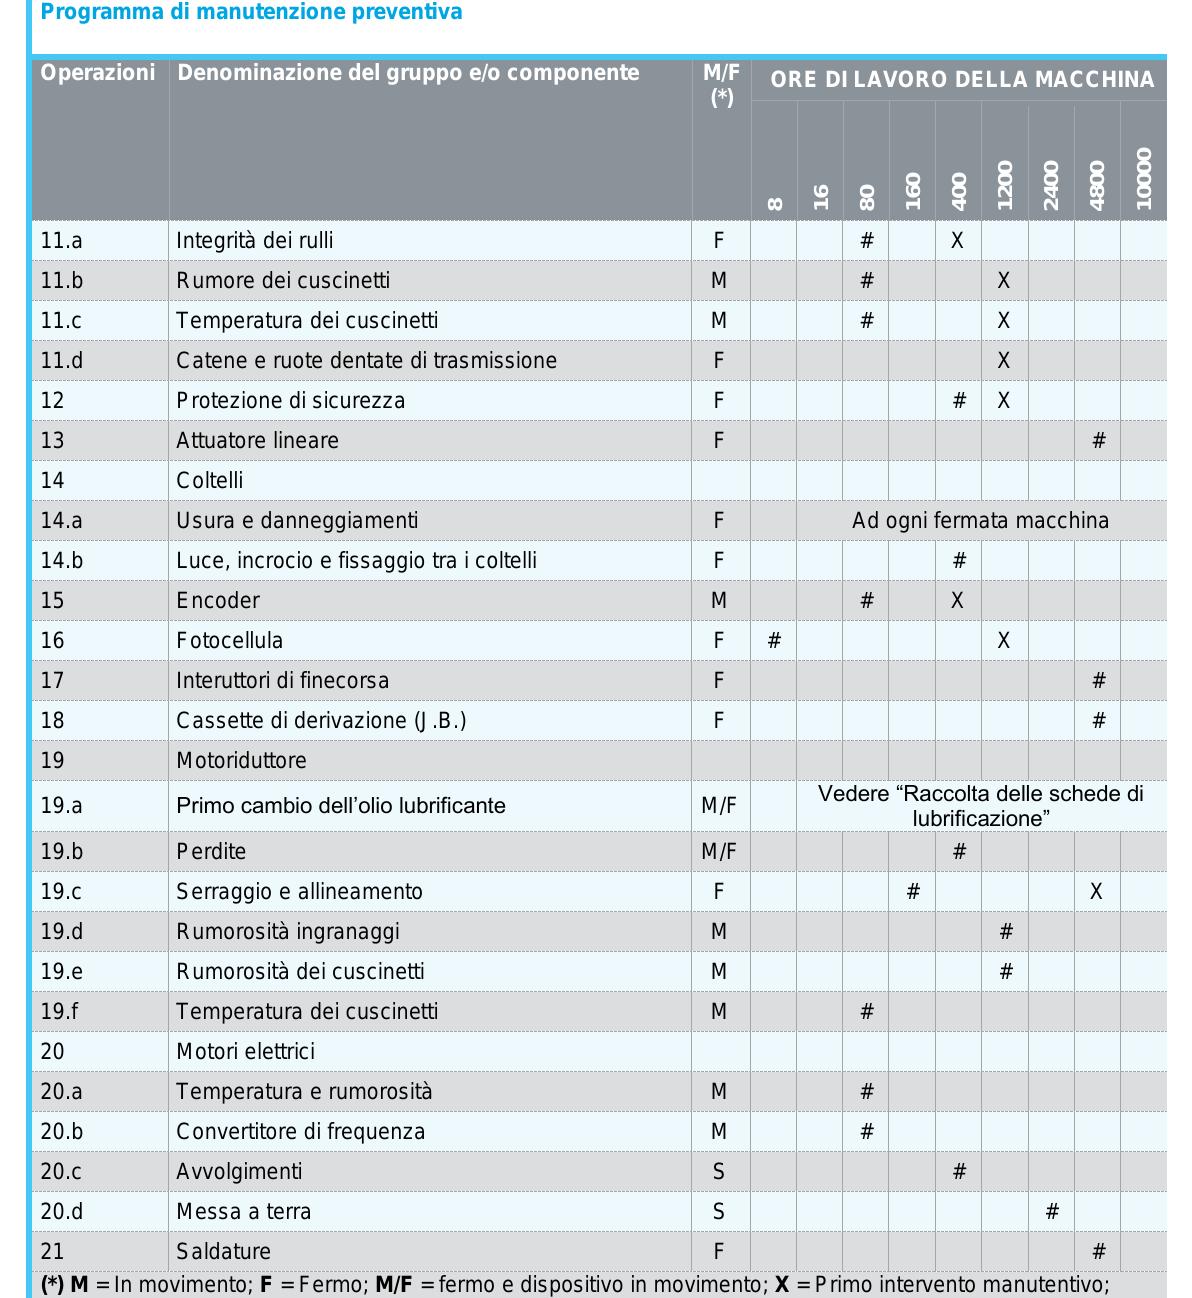 Programma di manutenzione preventiva
Operazioni Denominazione del gruppo e/o componente M/F (*) ORE DI LAVORO DELLA MACCHINA
8 16 80 160 400 1200 2400 4800 10000
11.a Integrità dei rulli F # X
11.b Rumore dei cuscinetti M # X
11.c Temperatura dei cuscinetti M # X
11.d Catene e ruote dentate di trasmissione F X
12 Protezione di sicurezza F # X
13 Attuatore lineare F #
14 Coltelli
14.a Usura e danneggiamenti F Ad ogni fermata macchina
14.b Luce, incrocio e fissaggio tra i coltelli F #
15 Encoder M # X
16 Fotocellula F # X
17 Interuttori di finecorsa F #
18 Cassette di derivazione (J.B.) F #
19 Motoriduttore
19.a Primo cambio dell’olio lubrificante M/F Vedere “Raccolta delle schede di
lubrificazione”
19.b Perdite M/F #
19.c Serraggio e allineamento F # X
19.d Rumorosità ingranaggi M #
19.e Rumorosità dei cuscinetti M #
19.f Temperatura dei cuscinetti M #
20 Motori elettrici
20.a Temperatura e rumorosità M #
20.b Convertitore di frequenza M #
20.c Avvolgimenti S #
20.d Messa a terra S #
21 Saldature F #
(*) M = In movimento; F = Fermo; M/F = fermo e dispositivo in movimento; X = Primo intervento manutentivo;